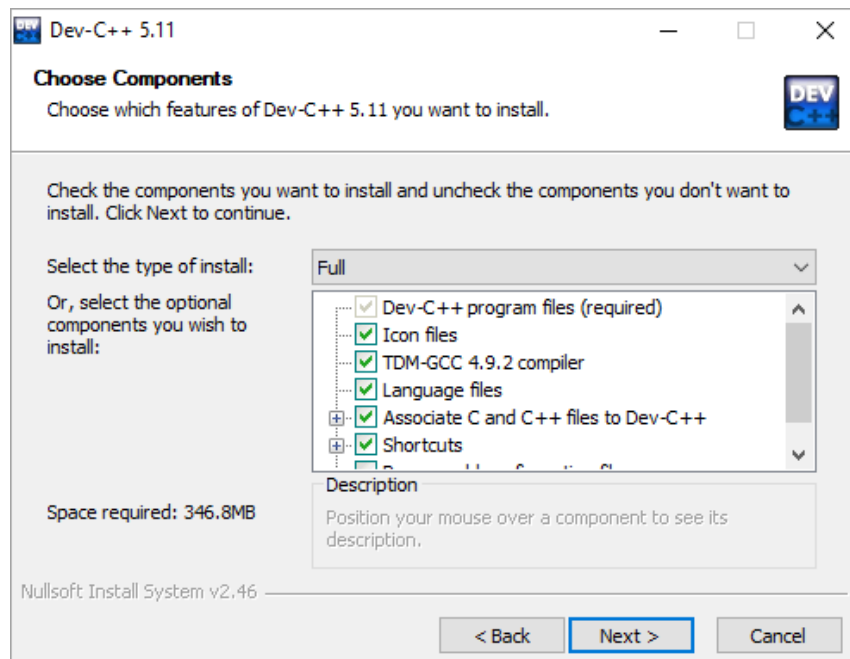 Dev-C++ 5.11
Choose Components
Choose which features of Dev-C++ 5.11 you want to install.
DEV
C++
Check the components you want to install and uncheck the components you don't want to
install. Click Next to continue.
Select the type of install:
Full
Or, select the optional
components you wish to
install:
Dev-C++ program files (required)
Icon files
TDM-GCC 4.9.2 compiler
Language files
Associate C and C++ files to Dev-C++
Shortcuts
Space required: 346.8MB
Description
Position your mouse over a component to see its
description.
Nullsoft Install System v2.46
< Back
Next >
Cancel